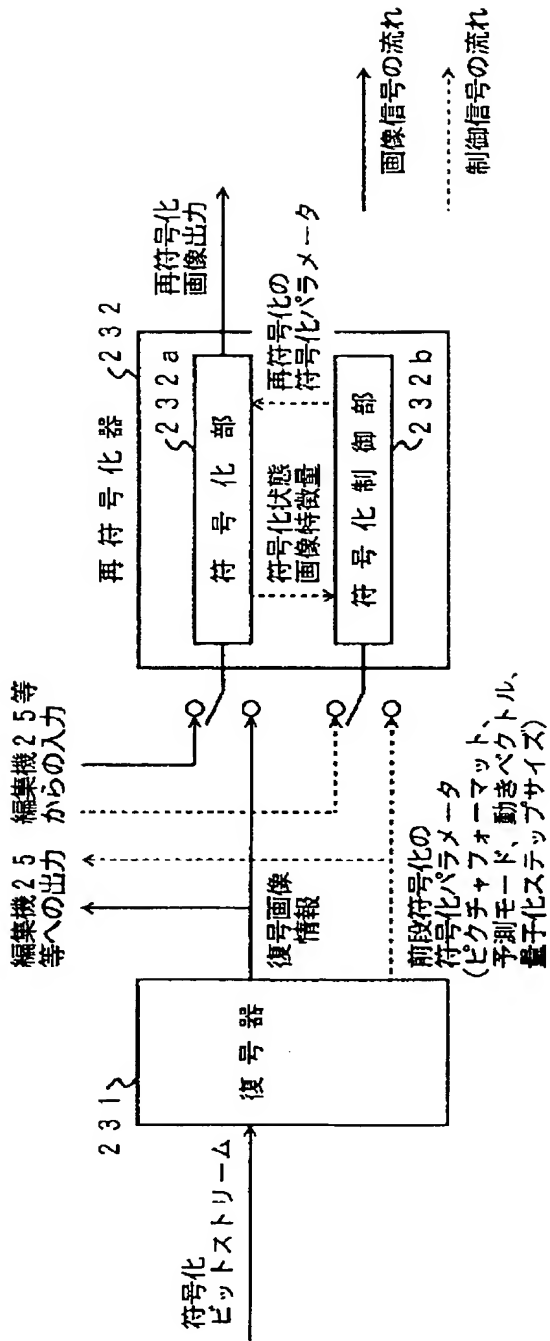 符号化
ビットストリーム
231
復号器
編集機25
等への出力
編集機25等
からの入力
復号画像
情報
前段符号化の
符号化パラメータ
(ピクチャフォーマット、
予測モード、動きベクトル、
量子化ステップサイズ)
再符号化器
232
232a
符号化部
符号化状態
画像特徴量
再符号化の
符号化パラメータ
符号化制御部
232b
再符号化
画像出力
画像信号の流れ
制御信号の流れ